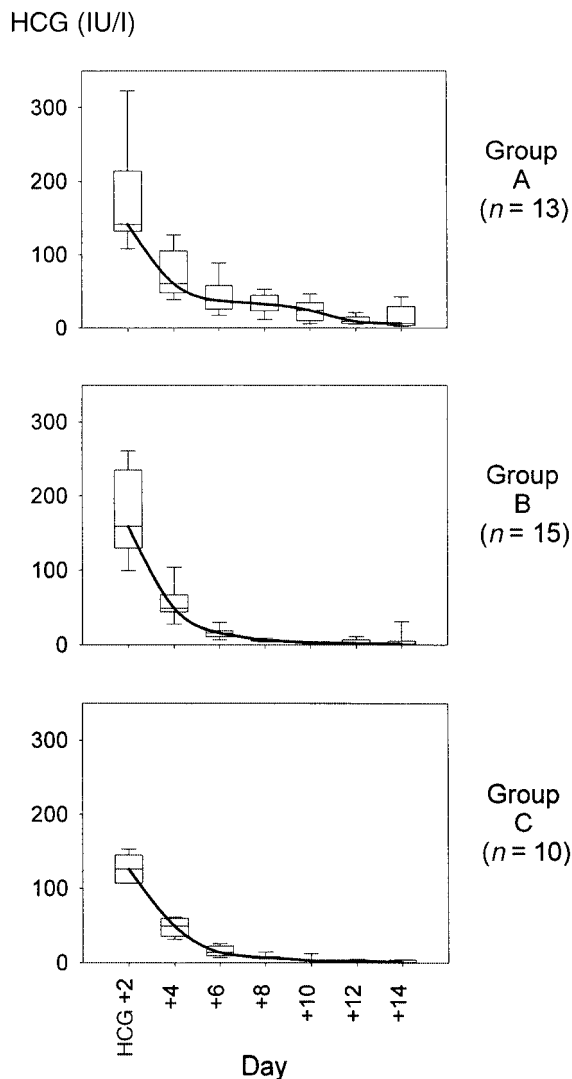 HCG (IU/l)
300
200
100
0
Group
A
(n = 13)
300
200
100
0
Group
B
(n = 15)
300
200
100
0
Group
C
(n = 10)
HCG +2
+4
+6
+8
+10
+12
+14
Day